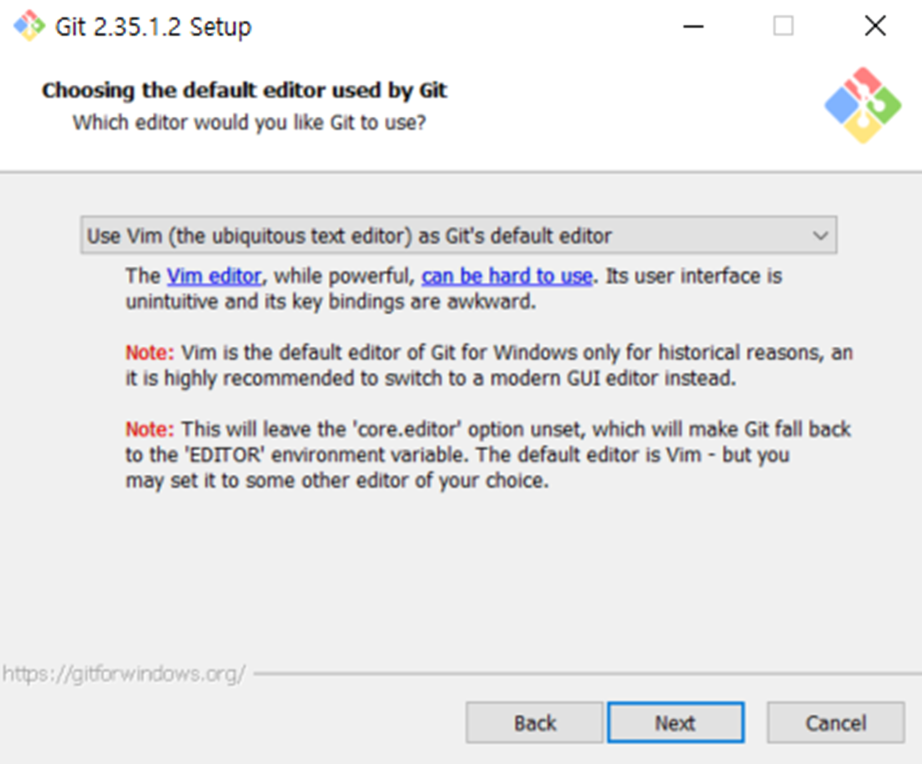 Git 2.35.1.2 Setup
Choosing the default editor used by Git
Which editor would you like Git to use?
Use Vim (the ubiquitous text editor) as Git's default editor
The Vim editor, while powerful, can be hard to use. Its user interface is
unintuitive and its key bindings are awkward.
Note: Vim is the default editor of Git for Windows only for historical reasons, an
it is highly recommended to switch to a modern GUI editor instead.
Note: This will leave the 'core.editor' option unset, which will make Git fall back
to the 'EDITOR' environment variable. The default editor is Vim - but you
may set it to some other editor of your choice.
https://gitforwindows.org/
Back
Next
Cancel